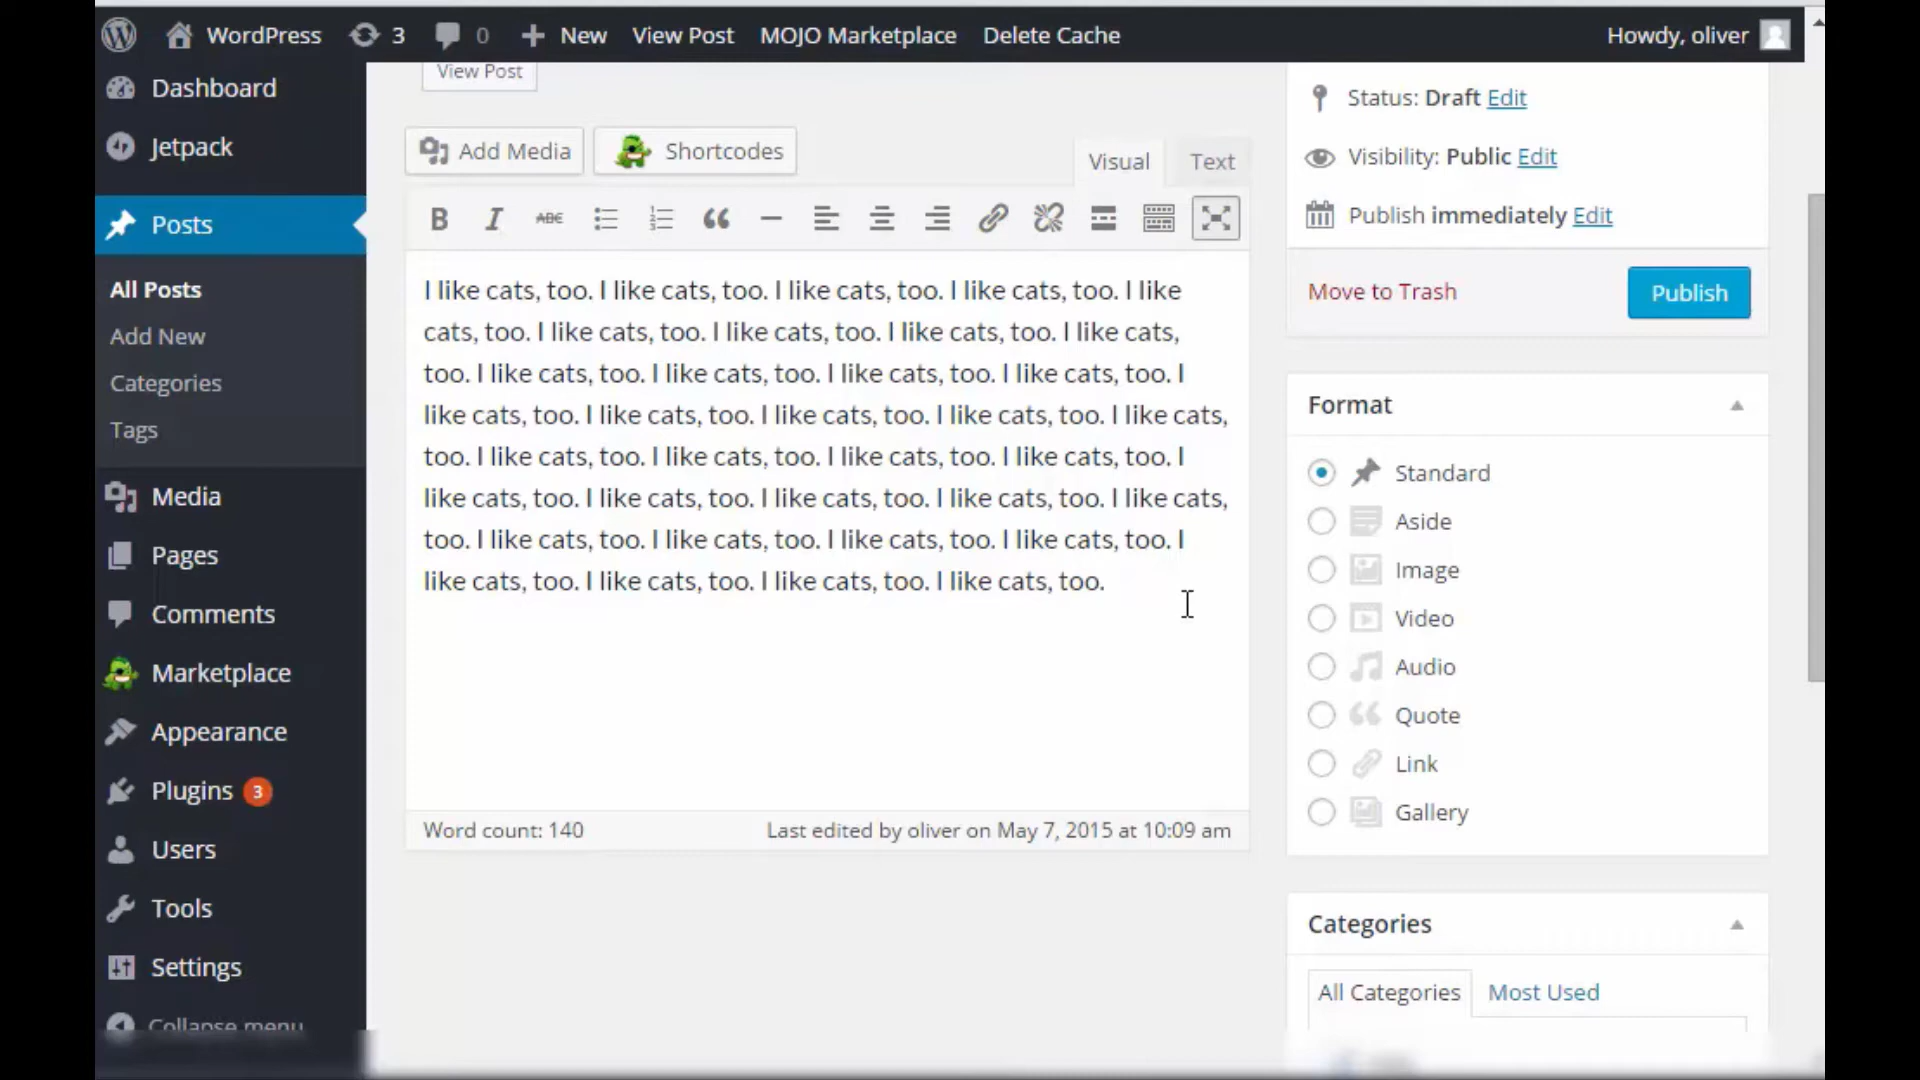 WordPress 3 0 New View Post MOJO Marketplace Delete Cache Howdy, oliver
Dashboard
Jetpack
Posts
All Posts
Add New
Categories
Tags
Media
Pages
Comments
Marketplace
Appearance
Plugins 3
Users
Tools
Settings
Collapse menu
View Post
Add Media Shortcodes Visual Text
B I ABC
I like cats, too. I like cats, too. I like cats, too. I like cats, too. I like
cats, too. I like cats, too. I like cats, too. I like cats, too. I like cats,
too. I like cats, too. I like cats, too. I like cats, too. I like cats, too. I
like cats, too. I like cats, too. I like cats, too. I like cats, too. I like cats,
too. I like cats, too. I like cats, too. I like cats, too. I like cats, too. I
like cats, too. I like cats, too. I like cats, too. I like cats, too. I like cats,
too. I like cats, too. I like cats, too. I like cats, too. I like cats, too. I
like cats, too. I like cats, too. I like cats, too. I like cats, too.
Word count: 140 Last edited by oliver on May 7, 2015 at 10:09 am
Status: Draft Edit
Visibility: Public Edit
Publish immediately Edit
Move to Trash Publish
Format
Standard
Aside
Image
Video
Audio
Quote
Link
Gallery
Categories
All Categories Most Used